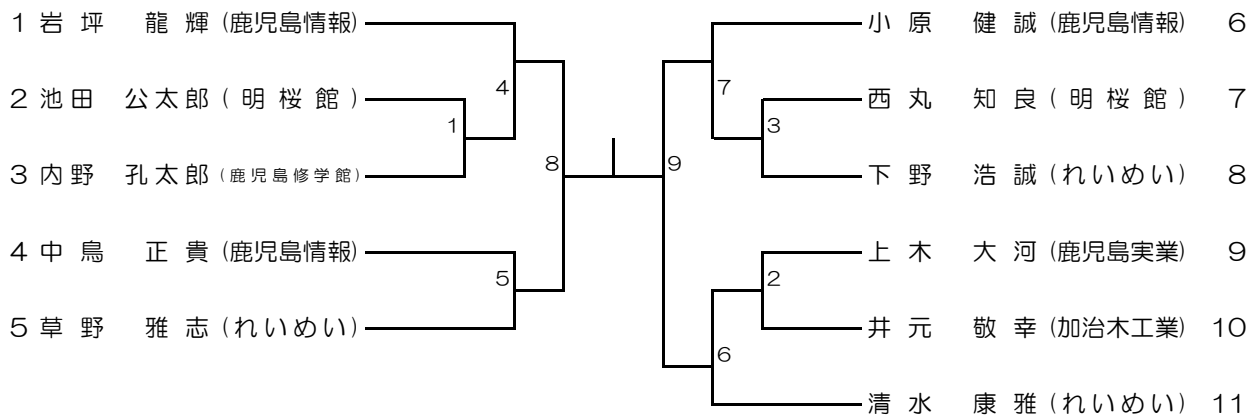 1 岩坪 龍輝 (鹿児島情報)
2 池田 公太郎 (明桜館)
3 内野 孔太郎 (鹿児島修学館)
4 中鳥 正貴 (鹿児島情報)
5 草野 雅志 (れいめい)
4
1
8
5
小原 健誠 (鹿児島情報) 6
西丸 知良 (明桜館) 7
下野 浩誠 (れいめい) 8
上木 大河 (鹿児島実業) 9
井元 敬幸 (加治木工業) 10
清水 康雅 (れいめい) 11
7
3
9
2
6